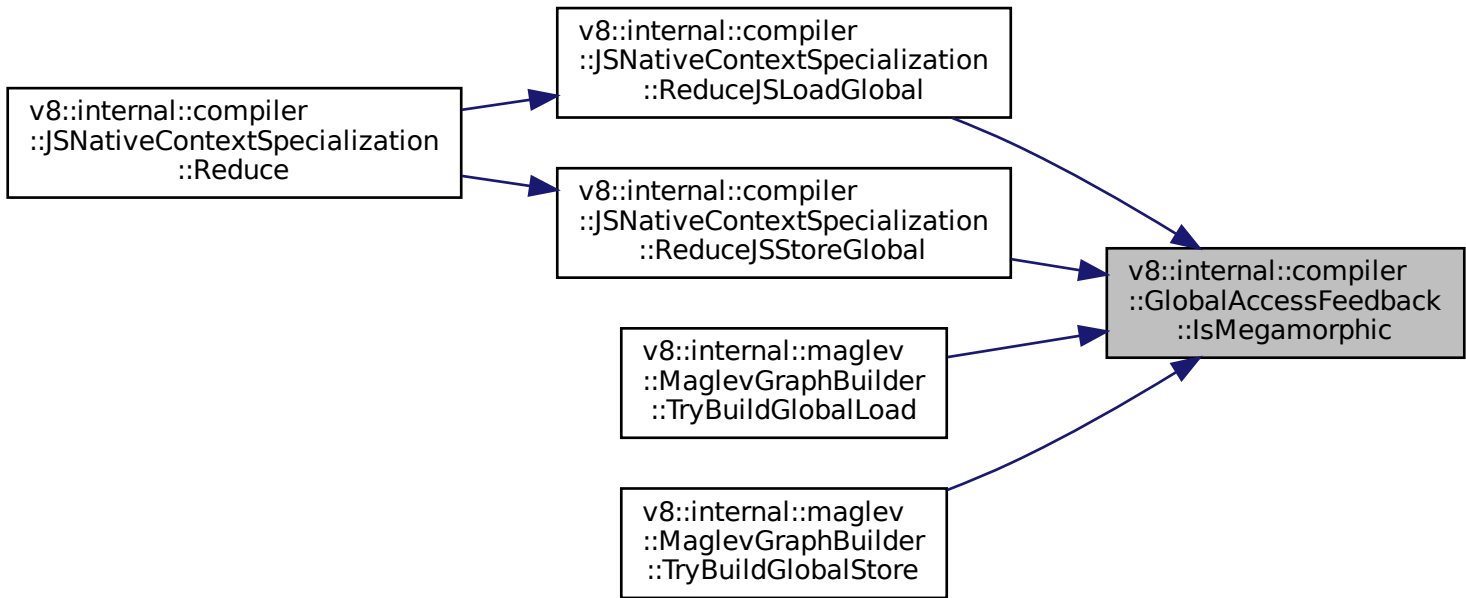 v8::internal::compiler
::JSNativeContextSpecialization
::Reduce
v8::internal::compiler
::JSNativeContextSpecialization
::ReduceJSLoadGlobal
v8::internal::compiler
::JSNativeContextSpecialization
::ReduceJSStoreGlobal
v8::internal::maglev
::MaglevGraphBuilder
::TryBuildGlobalLoad
v8::internal::maglev
::MaglevGraphBuilder
::TryBuildGlobalStore
v8::internal::compiler
::GlobalAccessFeedback
::IsMegamorphic